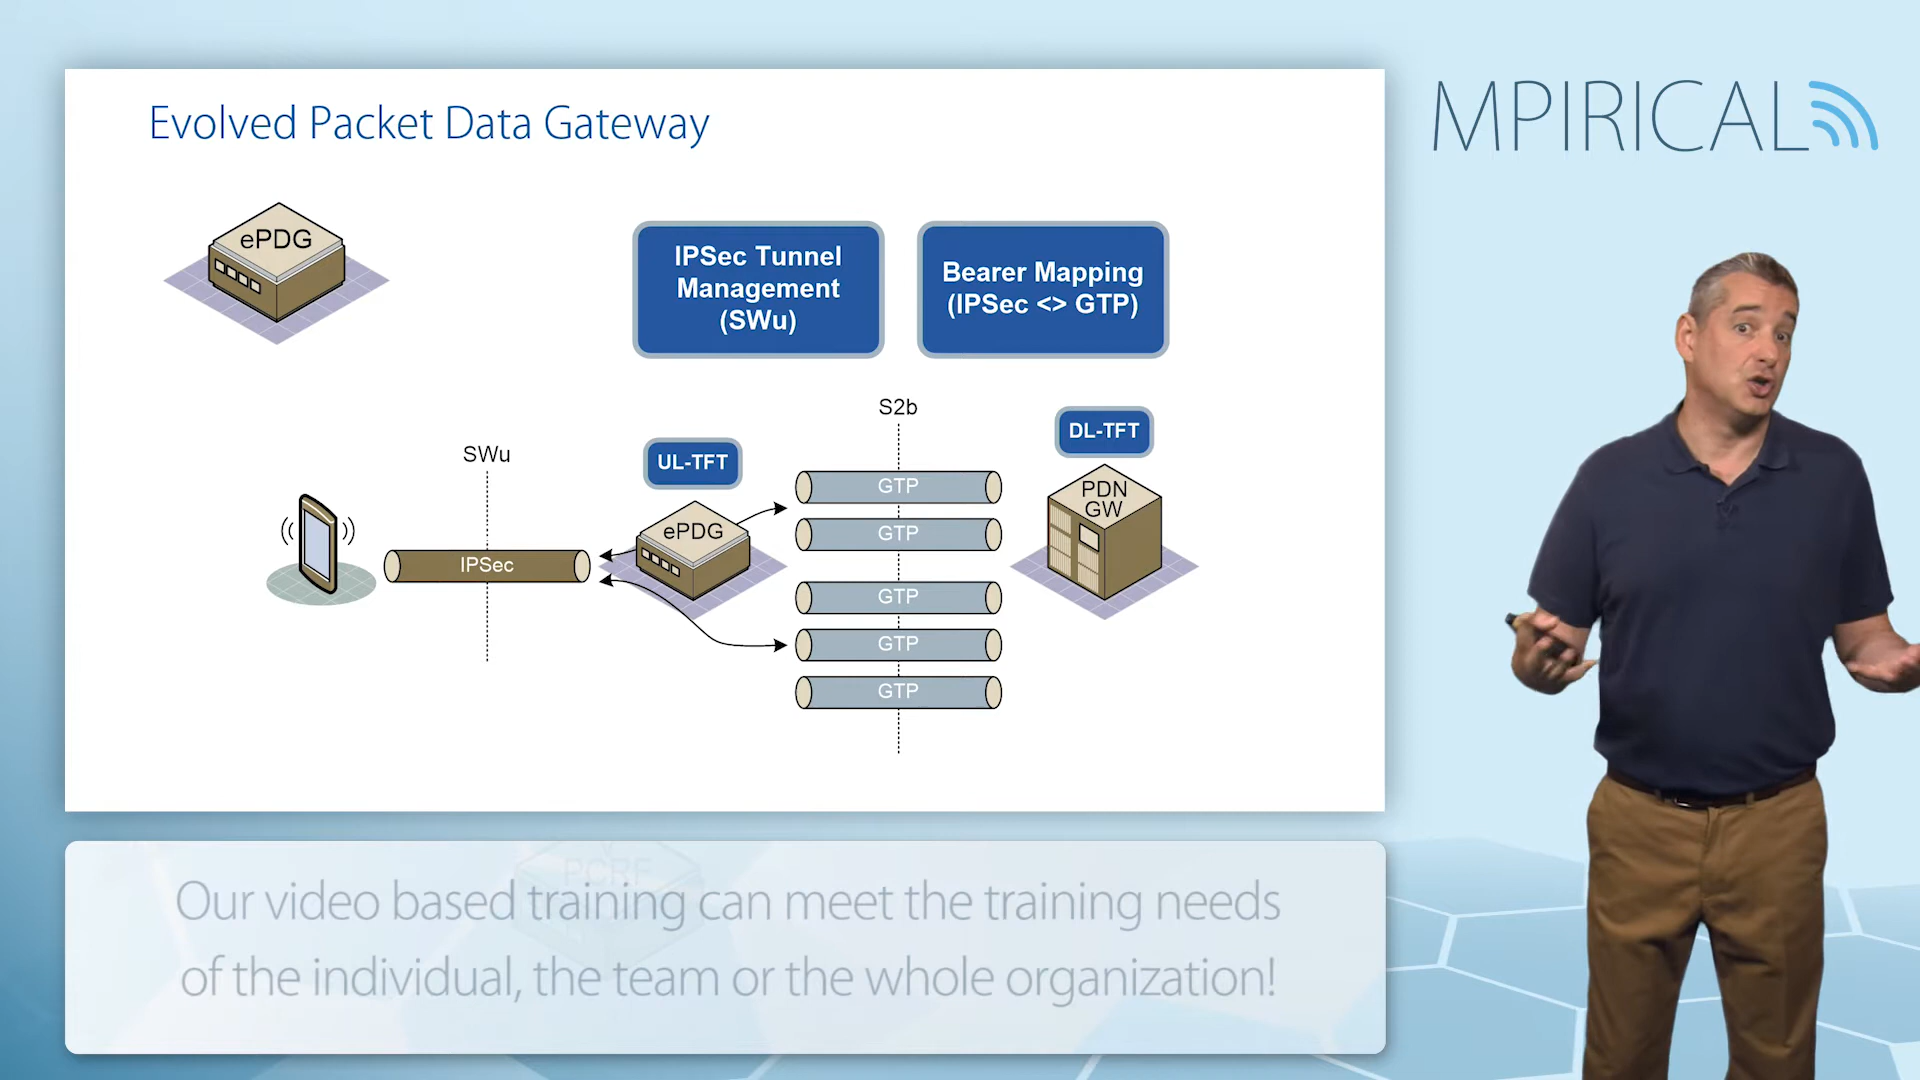 Evolved Packet Data Gateway
MPIRICAL
ePDG
IPSec Tunnel
Management
(SWu)
Bearer Mapping
(IPSec <> GTP)
S2b
DL-TFT
SWu
UL-TFT
GTP
PDN
GW
ePDG
GTP
IPSec
GTP
GTP
GTP
PCRF
Our video based training can meet the training needs
of the individual, the team or the whole organization!